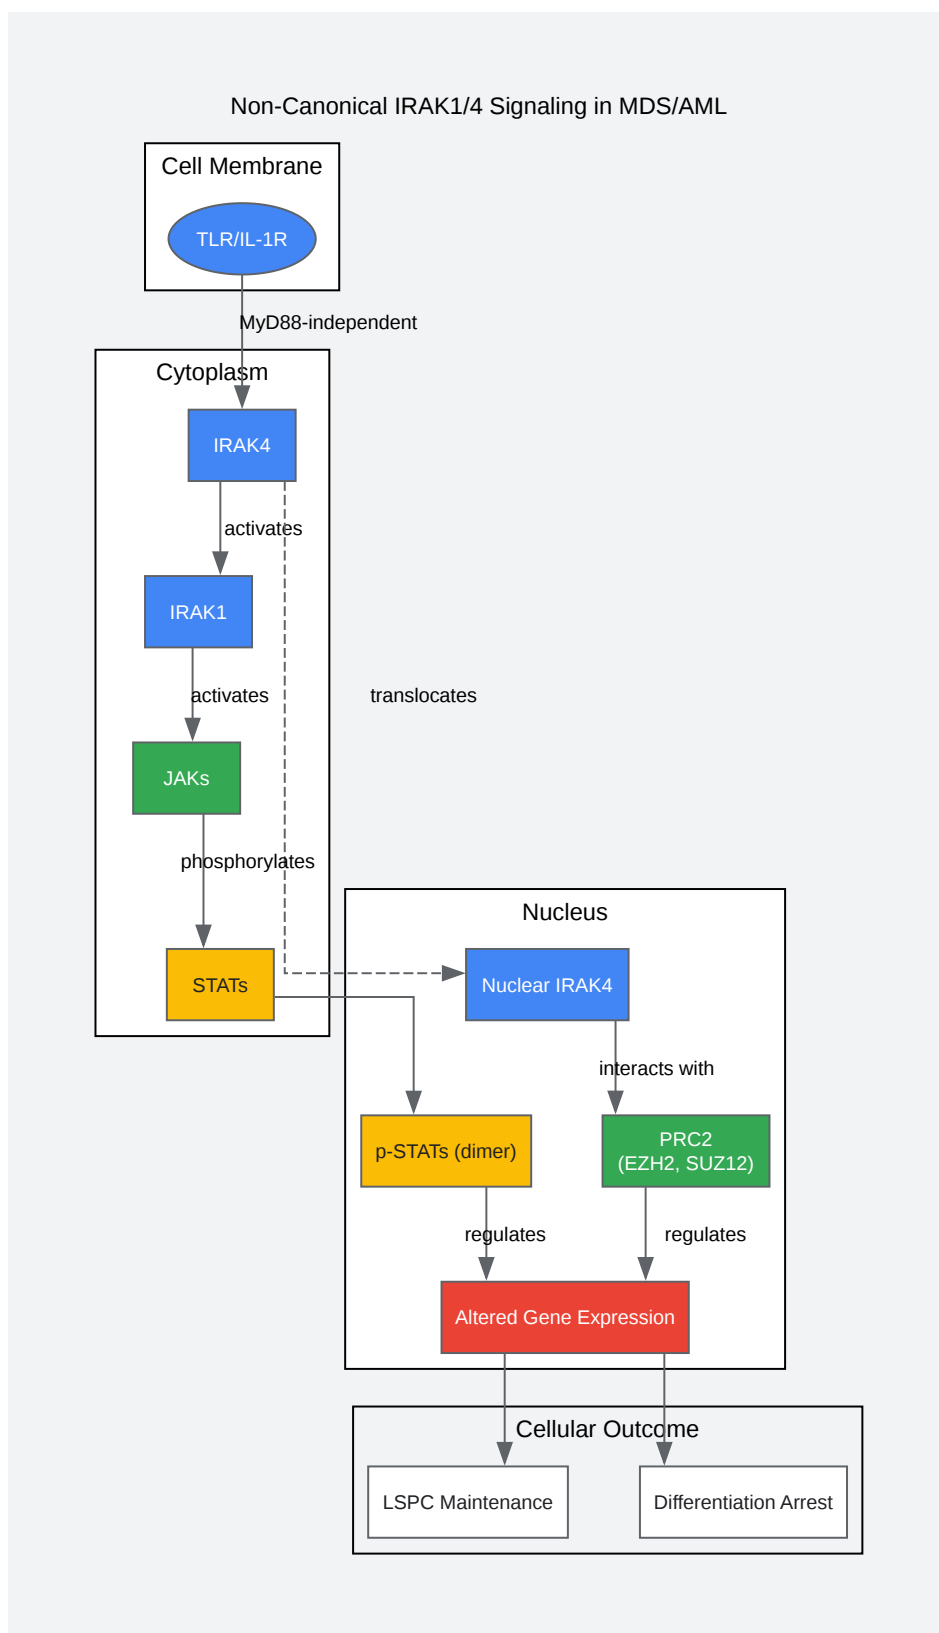 Non-Canonical IRAK1/4 Signaling in MDS/AML
Cell Membrane
TLR/IL-1R
MyD88-independent
Cytoplasm
IRAK4
activates
IRAK1
activates
translocates
JAKs
phosphorylates
Nucleus
STATs
Nuclear IRAK4
interacts with
p-STATs (dimer)
PRC2
(EZH2, SUZ12)
regulates
regulates
Altered Gene Expression
Cellular Outcome
LSPC Maintenance
Differentiation Arrest